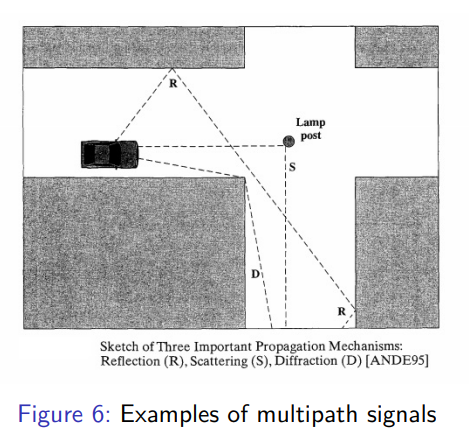 R
Lamp
post
S
D
R
Sketch of Three Important Propagation Mechanisms:
Reflection (R), Scattering (S), Diffraction (D) [ANDE95]
Figure 6: Examples of multipath signals